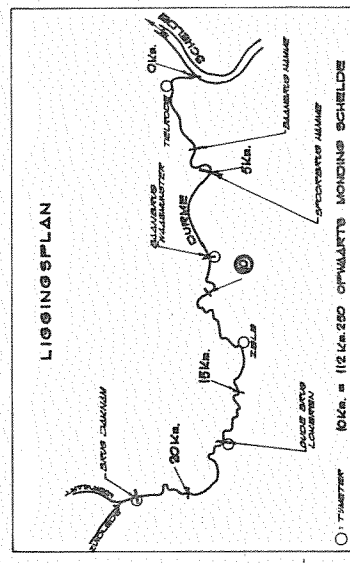 LIGGINGSPLAN
BRUG DAKNAM
20Km.
OUDE BRUG
LOKEREN
15Km.
ZELE
BAANBRUG
WAASMUNSTER
DURME
5Km.
SPOORBRUG HAMME
BAANBRUG HAMME
TIELRODE
0Km.
SCHELDE
: TIJMETER
10Km. = 112 Km.250 OPWAARTS MONDING SCHELDE